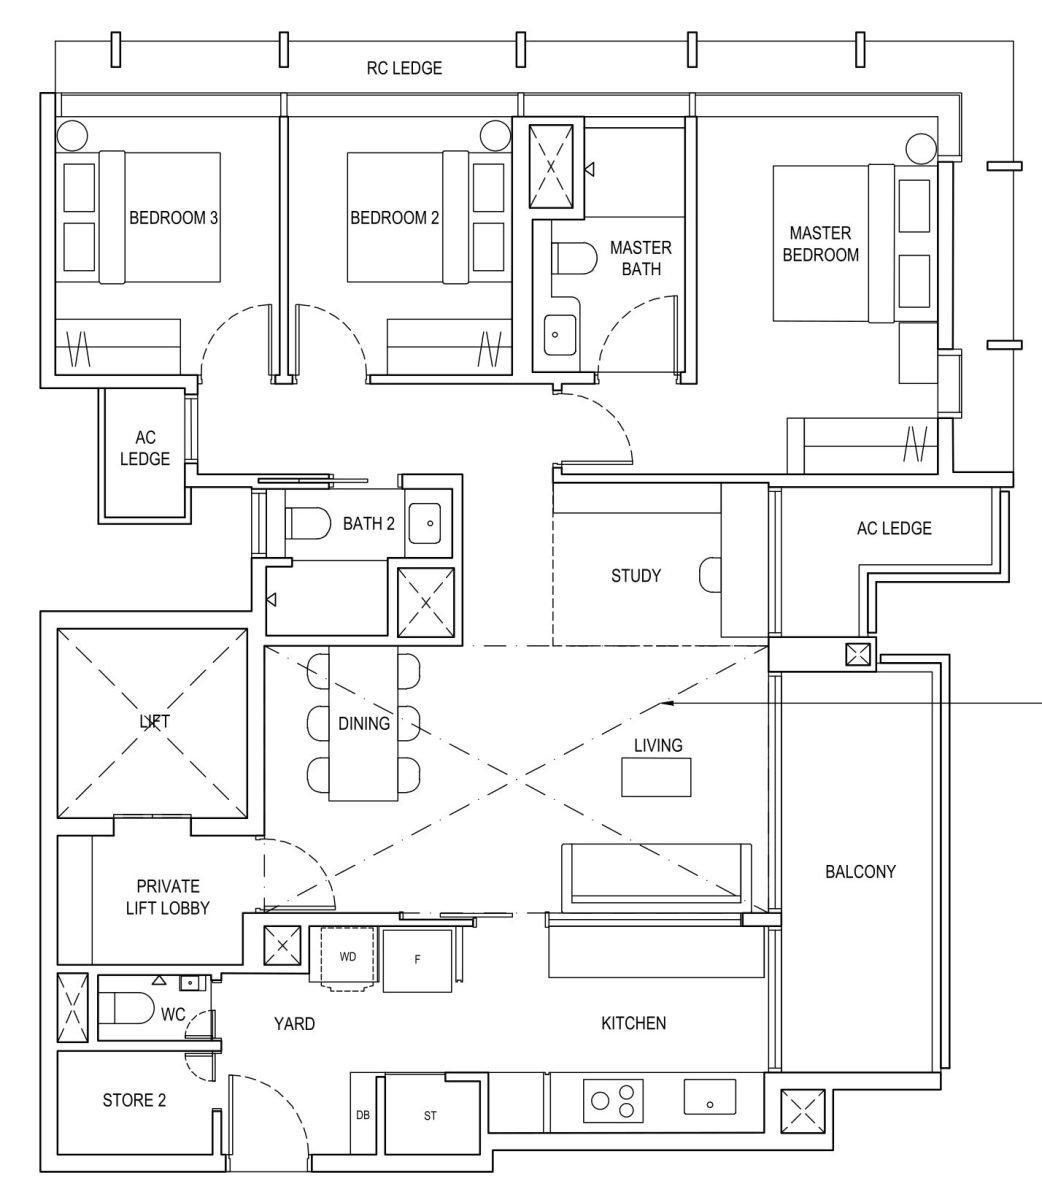 RC LEDGE
BEDROOM 3
BEDROOM 2
MASTER
BATH
MASTER
BEDROOM
AC
LEDGE
BATH 2
STUDY
AC LEDGE
LIFT
DINING
LIVING
PRIVATE
LIFT LOBBY
BALCONY
WD
F
WC
YARD
KITCHEN
STORE 2
DB
ST